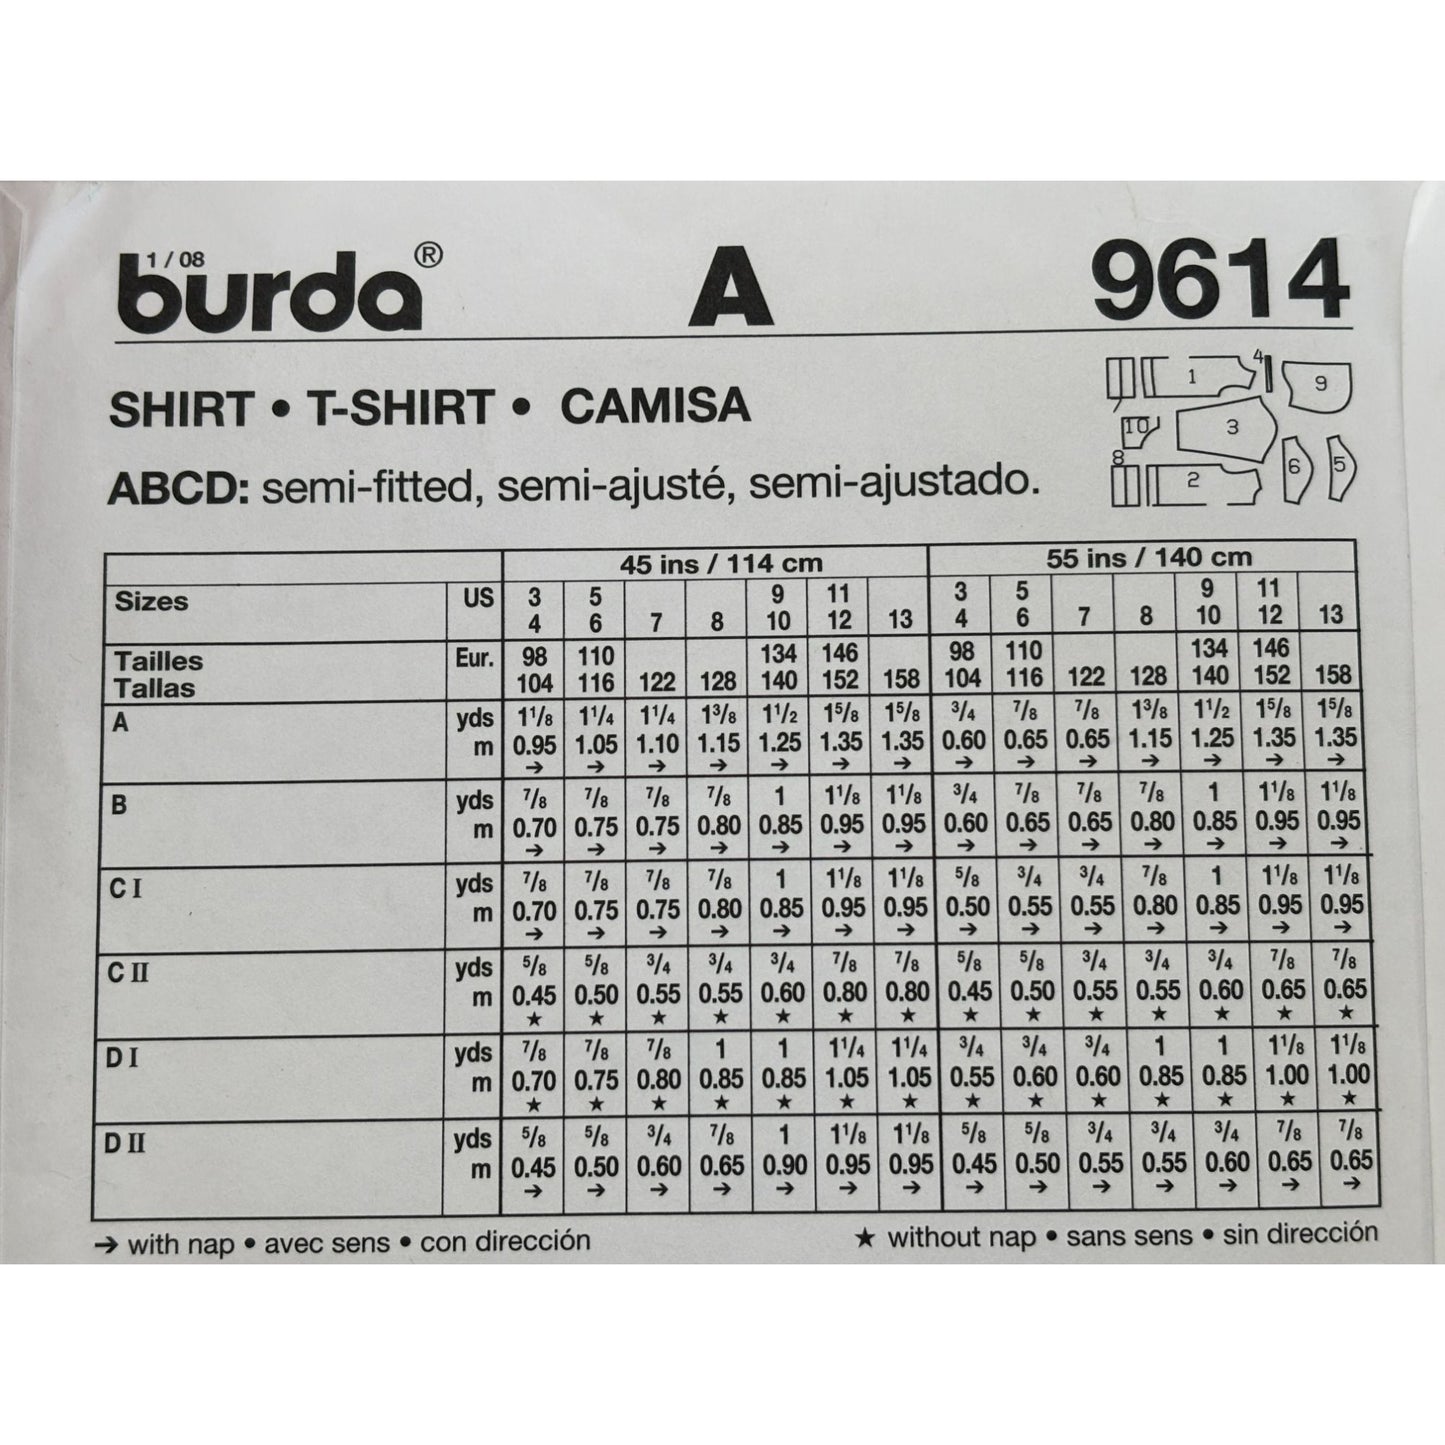 burda® A 9614
1 / 08
SHIRT • T-SHIRT • CAMISA
ABCD: semi-fitted, semi-ajusté, semi-ajustado.
1 4 9
7
10 3
8
2 6 5
45 ins / 114 cm 55 ins / 140 cm
Sizes US 3 5 9 11 3 5 9 11
4 6 7 8 10 12 13 4 6 7 8 10 12 13
Tailles Eur. 98 110 134 146 98 110 134 146
Tallas 104 116 122 128 140 152 158 104 116 122 128 140 152 158
A yds 1 1/8 1 1/4 1 1/4 1 3/8 1 1/2 1 5/8 1 5/8 3/4 7/8 7/8 1 3/8 1 1/2 1 5/8 1 5/8
m 0.95 1.05 1.10 1.15 1.25 1.35 1.35 0.60 0.65 0.65 1.15 1.25 1.35 1.35
→ → → → → → → → → → → → → →
B yds 7/8 7/8 7/8 7/8 1 1 1/8 1 1/8 3/4 7/8 7/8 7/8 1 1 1/8 1 1/8
m 0.70 0.75 0.75 0.80 0.85 0.95 0.95 0.60 0.65 0.65 0.80 0.85 0.95 0.95
→ → → → → → → → → → → → → →
C I yds 7/8 7/8 7/8 7/8 1 1 1/8 1 1/8 5/8 3/4 3/4 7/8 1 1 1/8 1 1/8
m 0.70 0.75 0.75 0.80 0.85 0.95 0.95 0.50 0.55 0.55 0.80 0.85 0.95 0.95
→ → → → → → → → → → → → → →
C II yds 5/8 5/8 3/4 3/4 3/4 7/8 7/8 5/8 5/8 3/4 3/4 3/4 7/8 7/8
m 0.45 0.50 0.55 0.55 0.60 0.80 0.80 0.45 0.50 0.55 0.55 0.60 0.65 0.65
★ ★ ★ ★ ★ ★ ★ ★ ★ ★ ★ ★ ★ ★
D I yds 7/8 7/8 7/8 1 1 1 1/4 1 1/4 3/4 3/4 3/4 1 1 1 1/8 1 1/8
m 0.70 0.75 0.80 0.85 0.85 1.05 1.05 0.55 0.60 0.60 0.85 0.85 1.00 1.00
★ ★ ★ ★ ★ ★ ★ ★ ★ ★ ★ ★ ★ ★
D II yds 5/8 5/8 3/4 7/8 1 1 1/8 1 1/8 5/8 5/8 3/4 3/4 3/4 7/8 7/8
m 0.45 0.50 0.60 0.65 0.90 0.95 0.95 0.45 0.50 0.55 0.55 0.60 0.65 0.65
→ → → → → → → → → → → → → →
→ with nap • avec sens • con dirección ★ without nap • sans sens • sin dirección